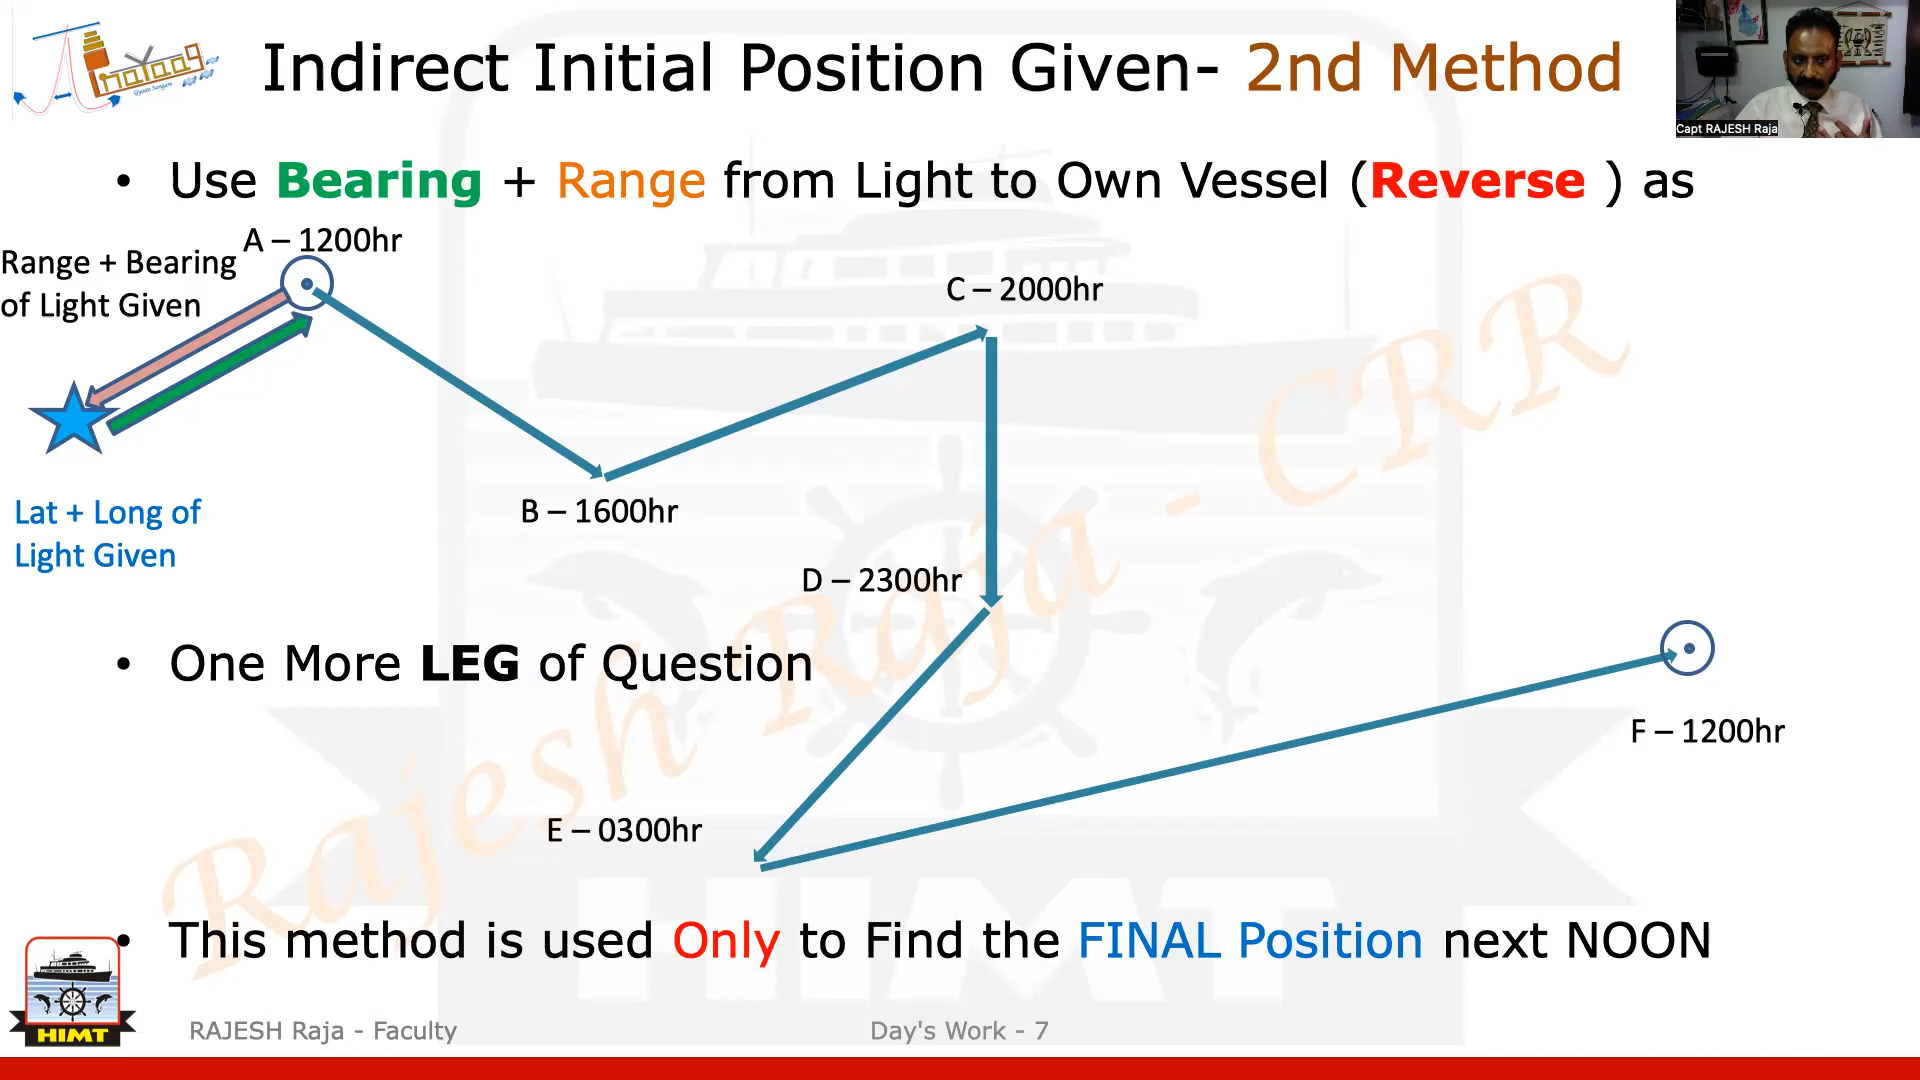 Indirect Initial Position Given- 2nd Method
Capt RAJESH Raja
• Use Bearing + Range from Light to Own Vessel (Reverse ) as
A – 1200hr
Range + Bearing
of Light Given
C – 2000hr
Lat + Long of
Light Given
B – 1600hr
D – 2300hr
• One More LEG of Question
F – 1200hr
E – 0300hr
• This method is used Only to Find the FINAL Position next NOON
Rajesh Raja - CRR
HIMT
HIMT
RAJESH Raja - Faculty
Day's Work - 7